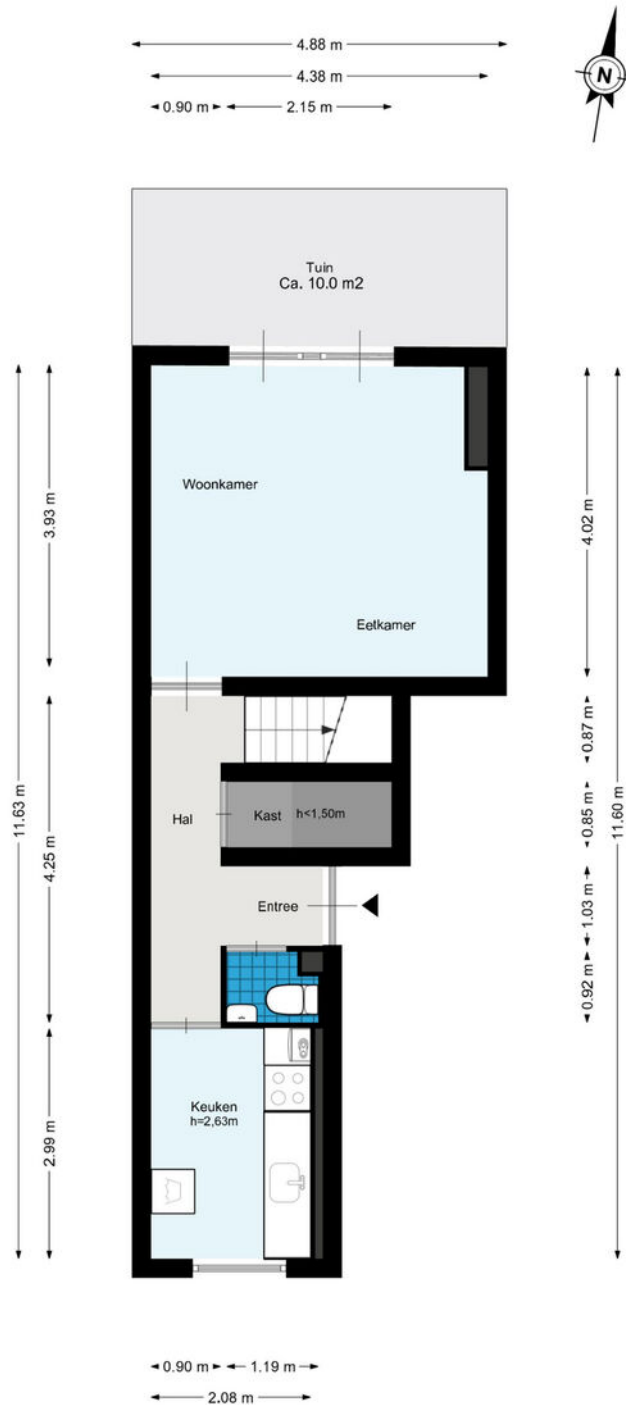 4.88 m
4.38 m
0.90 m
2.15 m
N
Tuin
Ca. 10.0 m2
Woonkamer
Eetkamer
3.93 m
4.02 m
0.87 m
Hal
Kast
h<1,50m
0.85 m
11.63 m
4.25 m
11.60 m
Entree
1.03 m
0.92 m
Keuken
h=2,63m
2.99 m
0.90 m
1.19 m
2.08 m